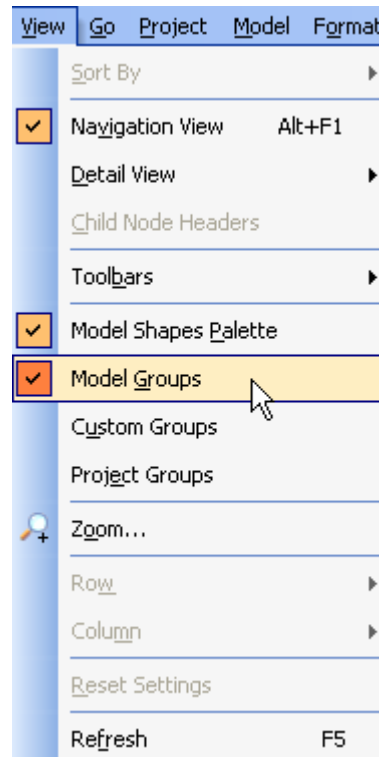 View Go Project Model Format
Sort By
Navigation View Alt+F1
Detail View
Child Node Headers
Toolbars
Model Shapes Palette
Model Groups
Custom Groups
Project Groups
Zoom...
Row
Column
Reset Settings
Refresh F5